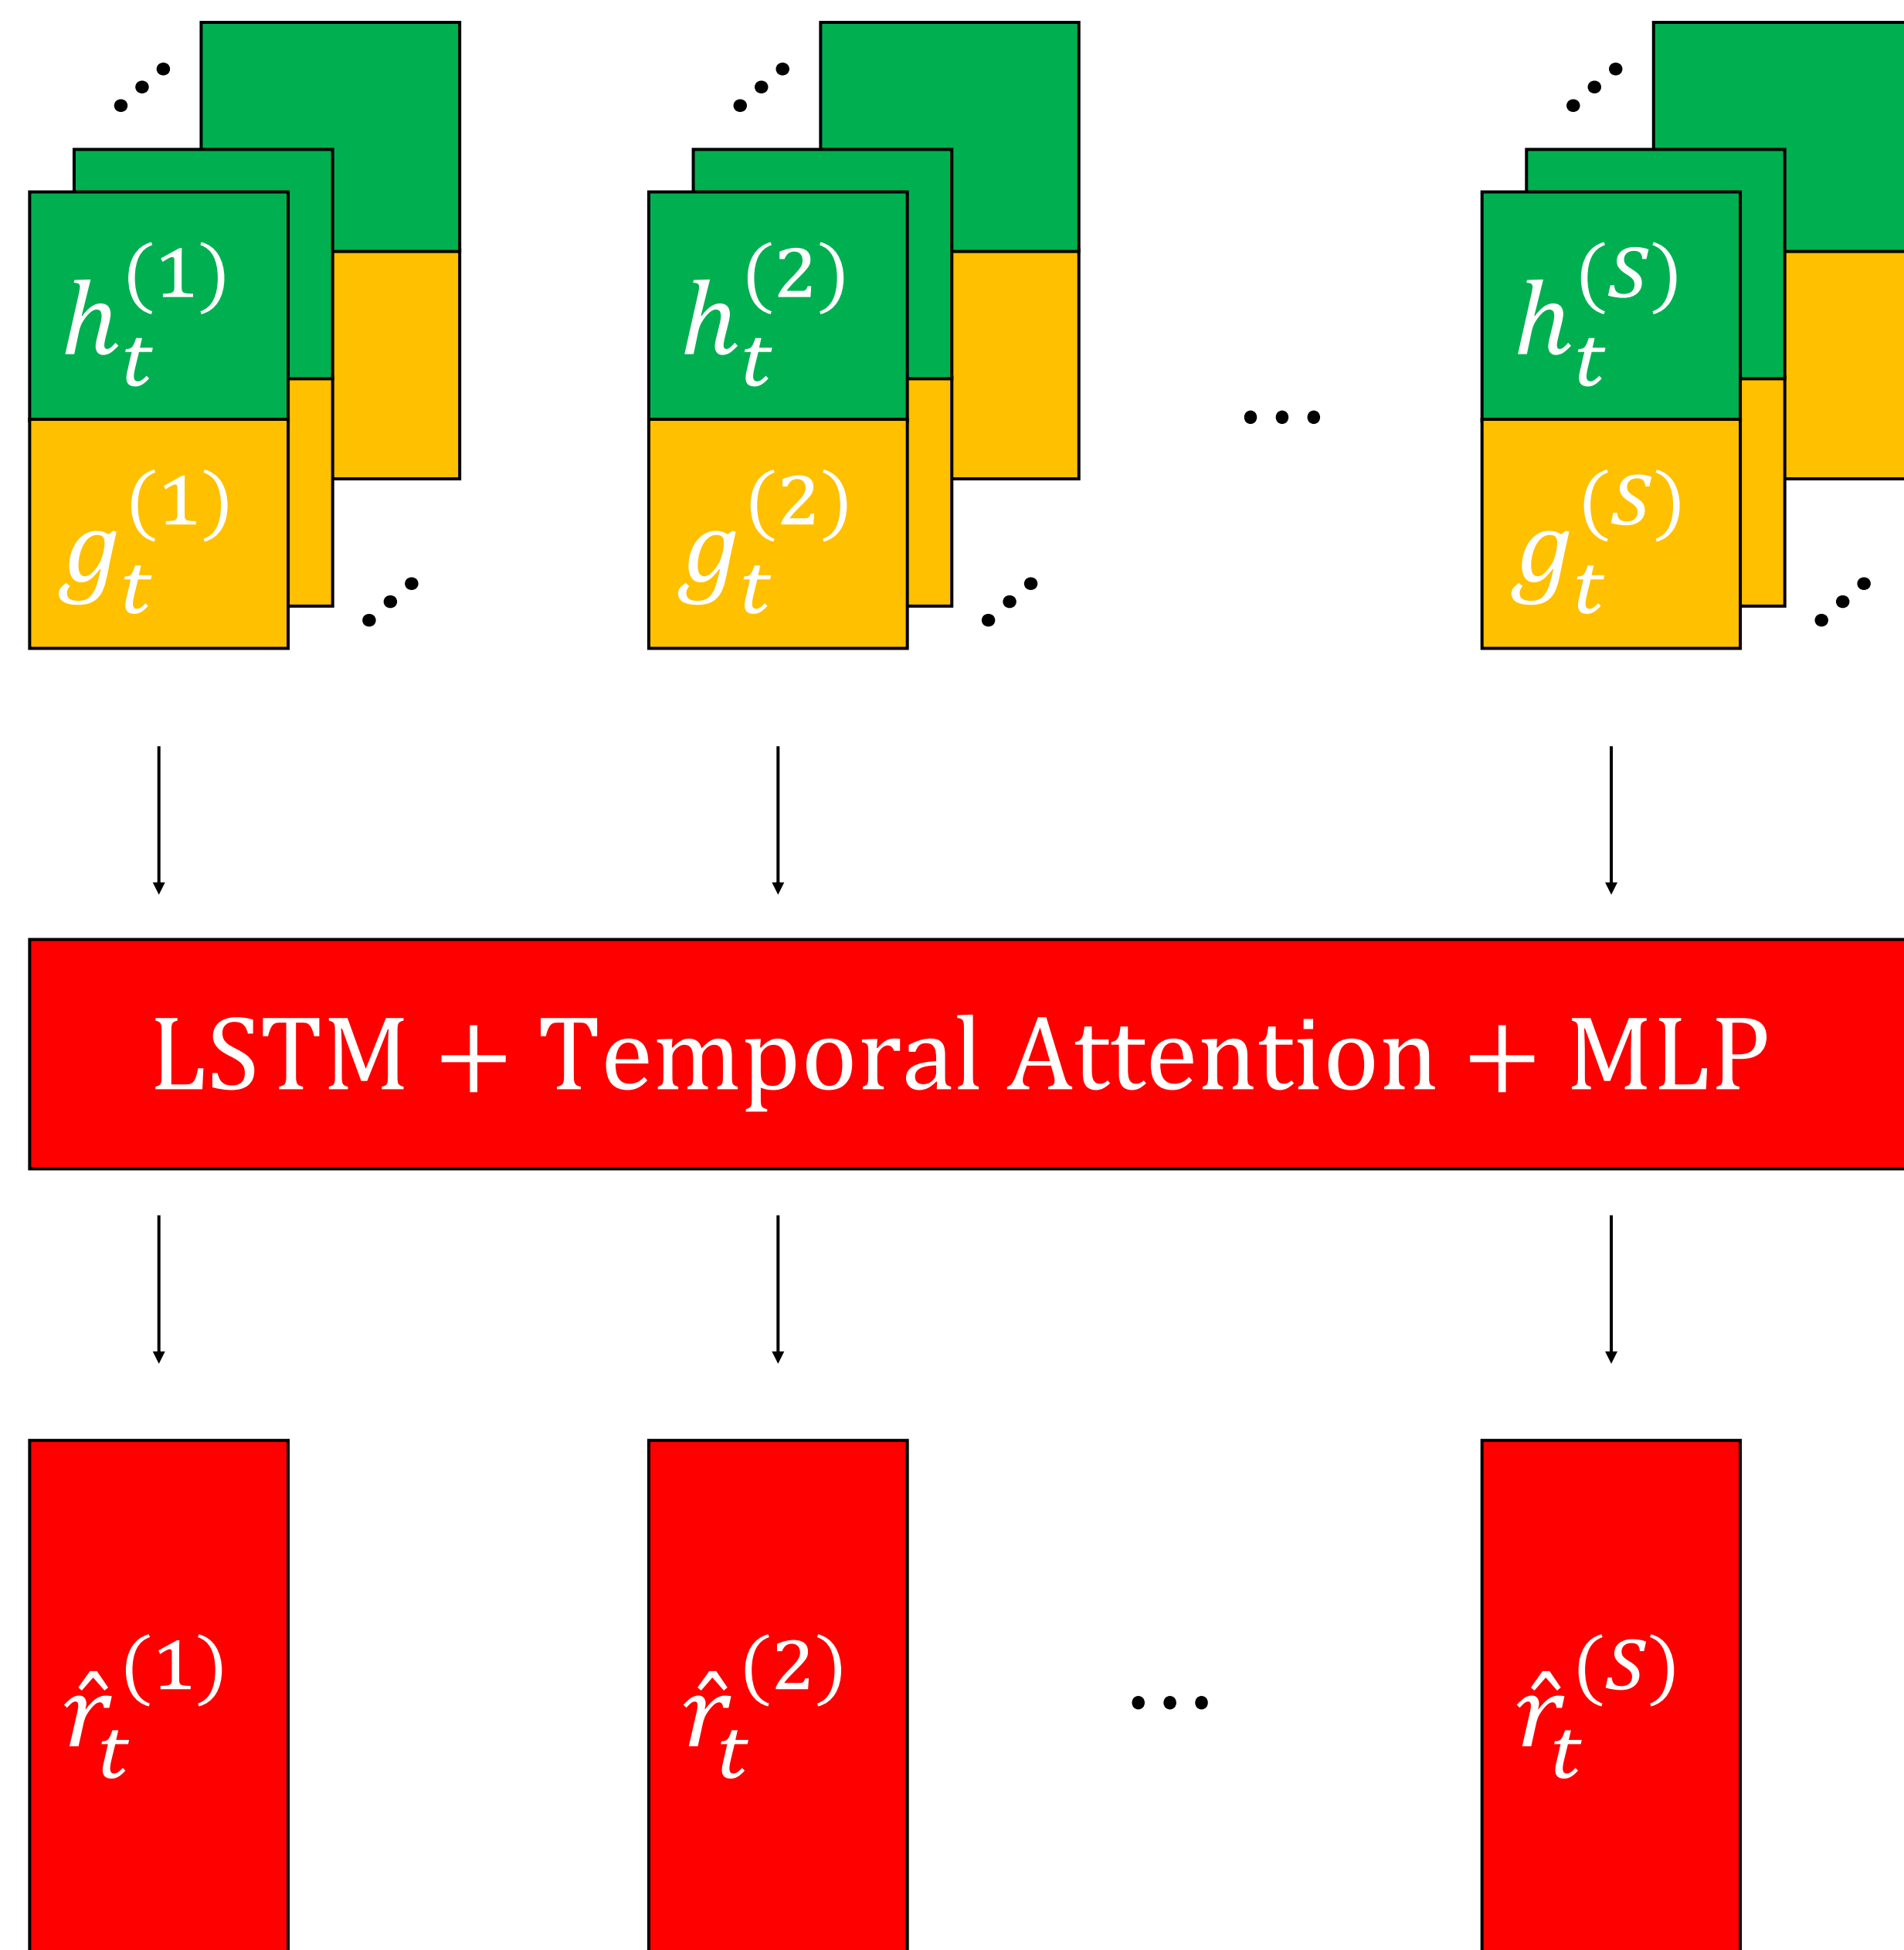 h_t^(1) h_t^(2) ... h_t^(S)
g_t^(1) g_t^(2) g_t^(S)
LSTM + Temporal Attention + MLP
r̂_t^(1) r̂_t^(2) ... r̂_t^(S)